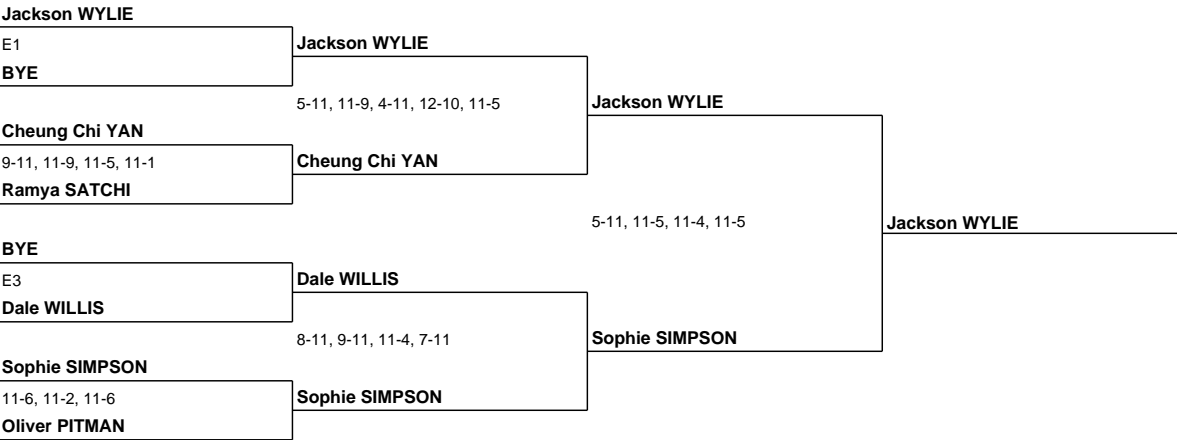 Jackson WYLIE
E1
Jackson WYLIE
BYE
5-11, 11-9, 4-11, 12-10, 11-5
Jackson WYLIE
Cheung Chi YAN
9-11, 11-9, 11-5, 11-1
Cheung Chi YAN
Ramya SATCHI
5-11, 11-5, 11-4, 11-5
Jackson WYLIE
BYE
E3
Dale WILLIS
Dale WILLIS
8-11, 9-11, 11-4, 7-11
Sophie SIMPSON
Sophie SIMPSON
11-6, 11-2, 11-6
Sophie SIMPSON
Oliver PITMAN